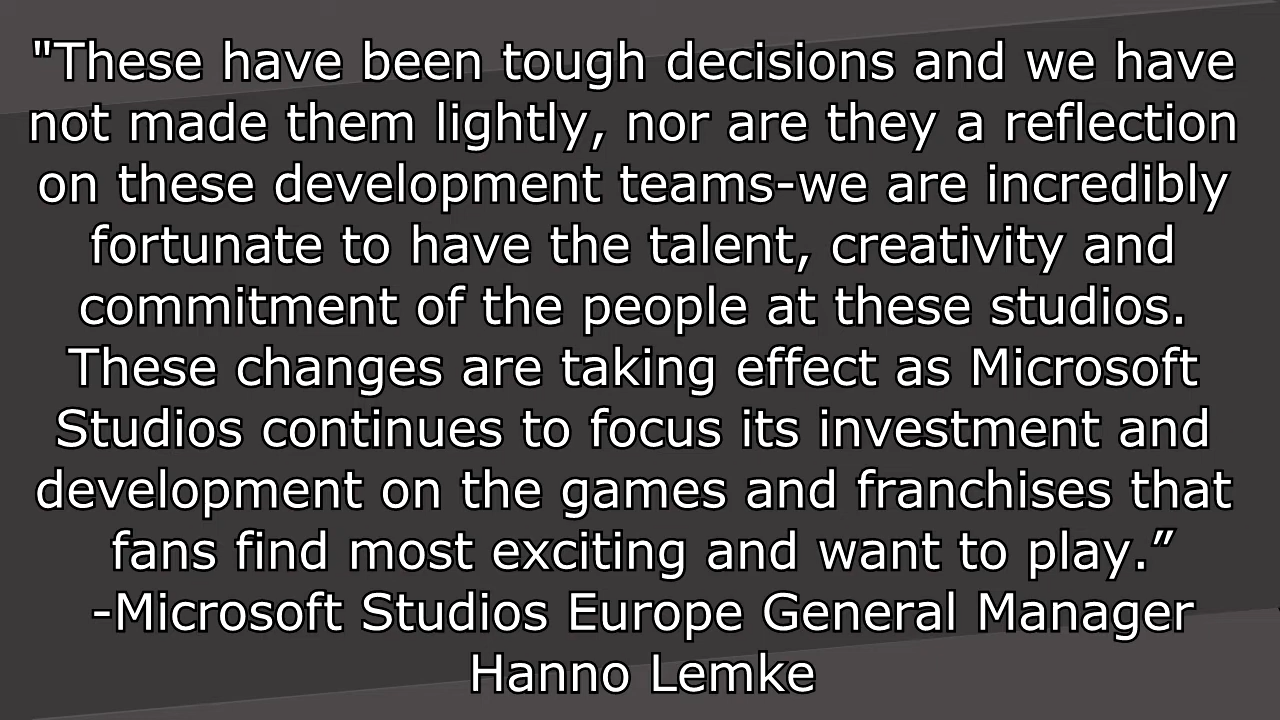 "These have been tough decisions and we have
not made them lightly, nor are they a reflection
on these development teams-we are incredibly
fortunate to have the talent, creativity and
commitment of the people at these studios.
These changes are taking effect as Microsoft
Studios continues to focus its investment and
development on the games and franchises that
fans find most exciting and want to play.”
-Microsoft Studios Europe General Manager
Hanno Lemke